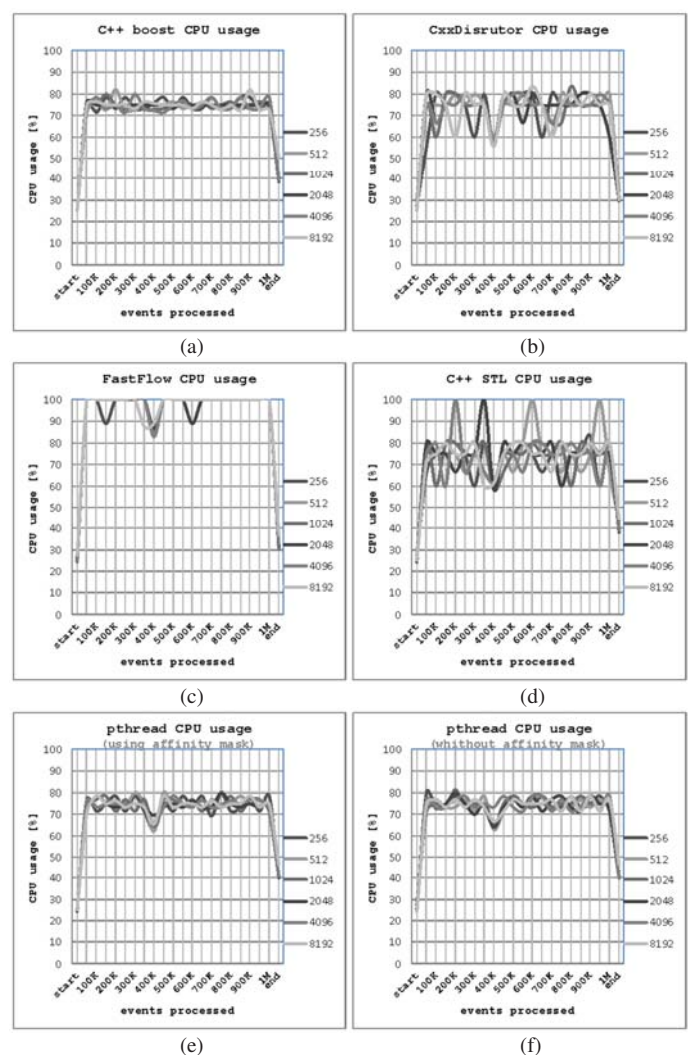 C++ boost CPU usage
CPU usage [%]
100
90
80
70
60
50
40
30
20
10
0
start
100K
200K
300K
400K
500K
600K
700K
800K
900K
1M
end
events processed
256
512
1024
2048
4096
8192
(a)
CxxDisrutor CPU usage
CPU usage [%]
100
90
80
70
60
50
40
30
20
10
0
start
100K
200K
300K
400K
500K
600K
700K
800K
900K
1M
end
events processed
256
512
1024
2048
4096
8192
(b)
FastFlow CPU usage
CPU usage [%]
100
90
80
70
60
50
40
30
20
10
0
start
100K
200K
300K
400K
500K
600K
700K
800K
900K
1M
end
events processed
256
512
1024
2048
4096
8192
(c)
C++ STL CPU usage
CPU usage [%]
100
90
80
70
60
50
40
30
20
10
0
start
100K
200K
300K
400K
500K
600K
700K
800K
900K
1M
end
events processed
256
512
1024
2048
4096
8192
(d)
pthread CPU usage
(using affinity mask)
CPU usage [%]
100
90
80
70
60
50
40
30
20
10
0
start
100K
200K
300K
400K
500K
600K
700K
800K
900K
1M
end
events processed
256
512
1024
2048
4096
8192
(e)
pthread CPU usage
(whithout affinity mask)
CPU usage [%]
100
90
80
70
60
50
40
30
20
10
0
start
100K
200K
300K
400K
500K
600K
700K
800K
900K
1M
end
events processed
256
512
1024
2048
4096
8192
(f)